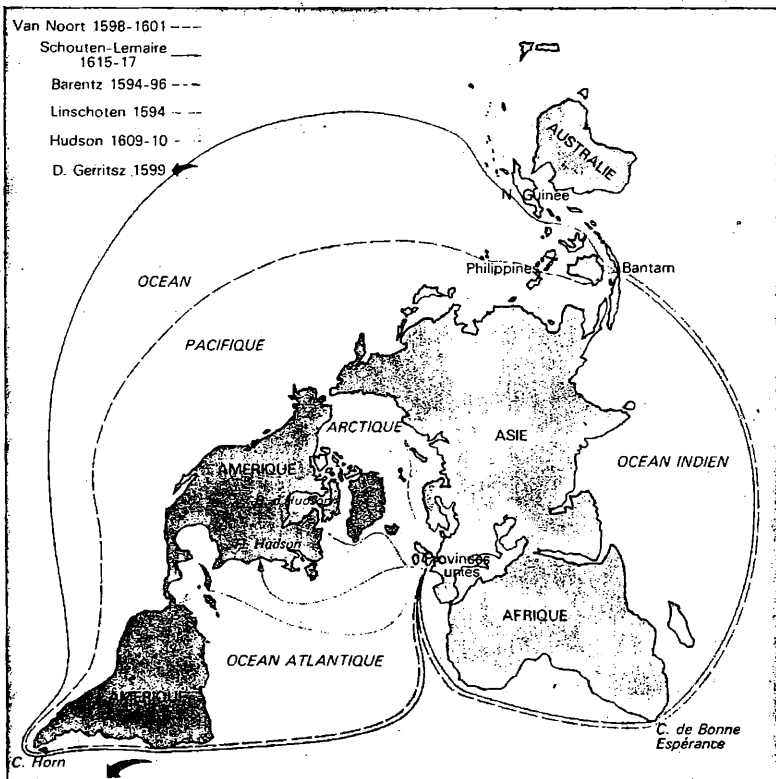 Van Noort 1598-1601
Schouten-Lemaire
1615-17
Barentz 1594-96
Linschoten 1594
Hudson 1609-10
D. Gerritsz 1599
AUSTRALIE
N. Guinée
Philippines
Bantam
OCEAN
PACIFIQUE
ARCTIQUE
ASIE
OCEAN INDIEN
AMERIQUE
B. d'Hudson
Hudson
Provinces
unies
AFRIQUE
OCEAN ATLANTIQUE
AMERIQUE
C. de Bonne
Espérance
C. Horn